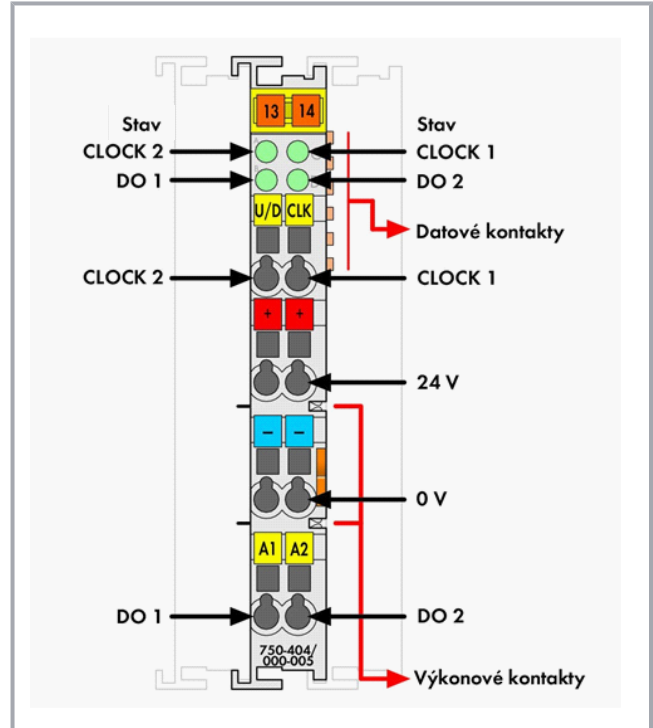 13 14
Stav
CLOCK 2
DO 1
Stav
CLOCK 1
DO 2
A
C
B
U/D CLK
Datové kontakty
CLOCK 2
CLOCK 1
+ +
24 V
- -
0 V
A1 A2
DO 1
DO 2
750-404/
000-005
Výkonové kontakty